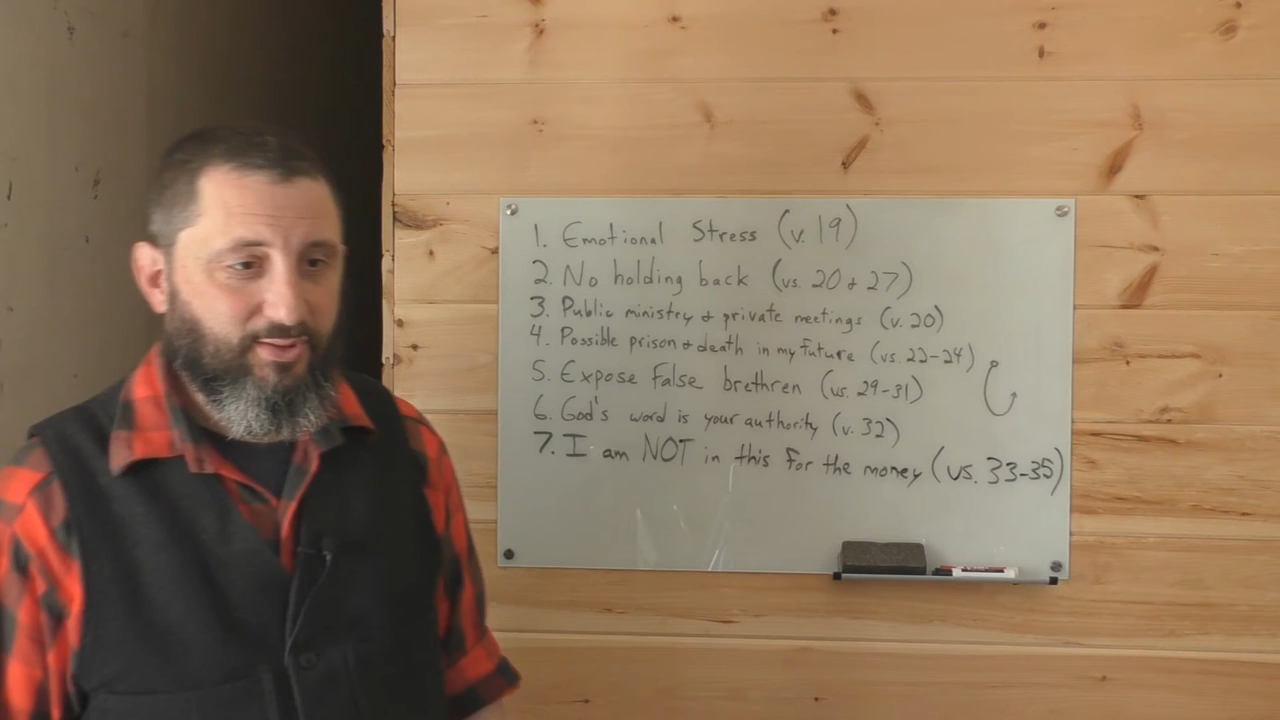 1. Emotional Stress (v. 19)
2. No holding back (vs. 20 & 27)
3. Public ministry & private meetings (v. 20)
4. Possible prison & death in my future (vs. 22-24)
5. Expose false brethren (vs. 29-31)
6. God's word is your authority (v. 32)
7. I am NOT in this for the money (vs. 33-35)